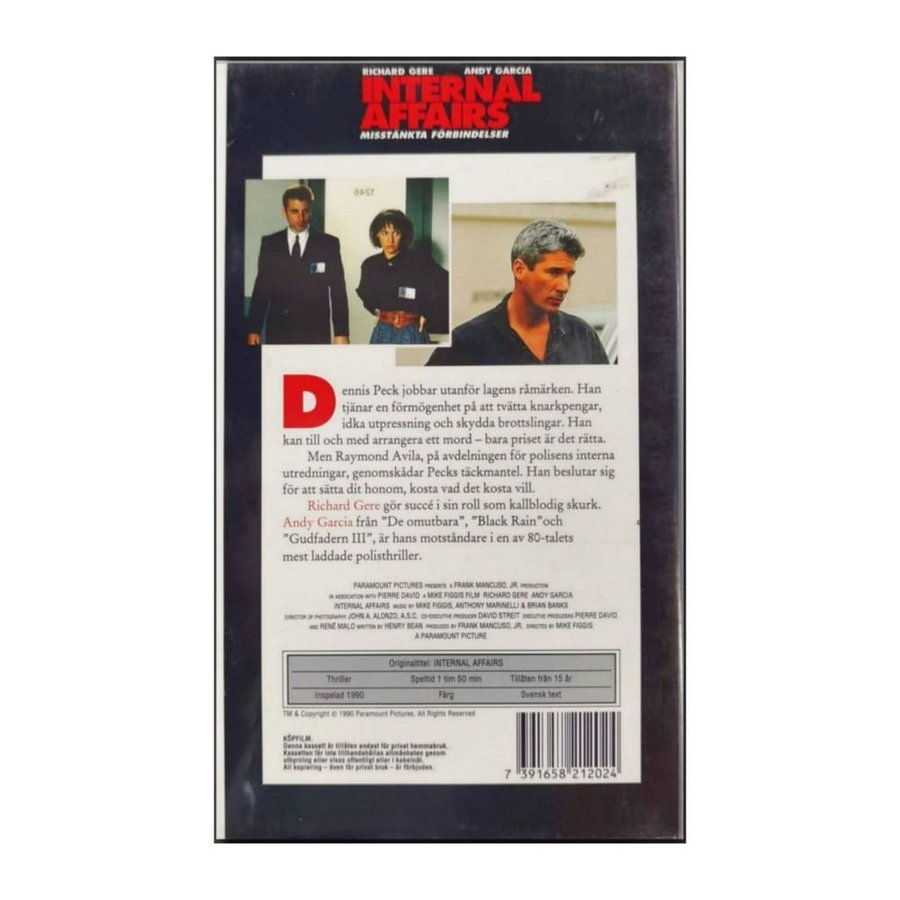 RICHARD GERE ANDY GARCIA
INTERNAL
AFFAIRS
MISSTÄNKTA FÖRBINDELSER
1246
Dennis Peck jobbar utanför lagens råmärken. Han
tjänar en förmögenhet på att tvätta knarkpengar,
idka utpressning och skydda brottslingar. Han
kan till och med arrangera ett mord – bara priset är det rätta.
Men Raymond Avila, på avdelningen för polisens interna
utredningar, genomskådar Pecks täckmantel. Han beslutar sig
för att sätta dit honom, kosta vad det kosta vill.
Richard Gere gör succé i sin roll som kallblodig skurk.
Andy Garcia från ”De omutbara”, ”Black Rain”och
”Gudfadern III”, är hans motståndare i en av 80-talets
mest laddade polisthriller.
PARAMOUNT PICTURES PRESENTS A FRANK MANCUSO, JR. PRODUCTION
IN ASSOCIATION WITH PIERRE DAVID A MIKE FIGGIS FILM RICHARD GERE ANDY GARCIA
INTERNAL AFFAIRS MUSIC BY MIKE FIGGIS, ANTHONY MARINELLI & BRIAN BANKS
DIRECTOR OF PHOTOGRAPHY JOHN A. ALONZO, A.S.C. CO-EXECUTIVE PRODUCER DAVID STREIT EXECUTIVE PRODUCERS PIERRE DAVID
AND RENÉ MALO WRITTEN BY HENRY BEAN PRODUCED BY FRANK MANCUSO, JR. DIRECTED BY MIKE FIGGIS
A PARAMOUNT PICTURE
Originaltitel: INTERNAL AFFAIRS
Thriller Speltid 1 tim 50 min Tillåten från 15 år
Inspelad 1990 Färg Svensk text
TM & Copyright © 1990 Paramount Pictures. All Rights Reserved
KÖPFILM.
Denna kassett är tillåten endast för privat hemmabruk.
Kassetten får inte tillhandahållas allmänheten genom
uthyrning eller visas offentligt eller i kabelnät.
All kopiering – även för privat bruk – är förbjuden.
7 391658 212024